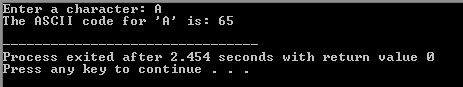 Enter a character: A
The ASCII code for 'A' is: 65
--------------------------------
Process exited after 2.454 seconds with return value 0
Press any key to continue . . .